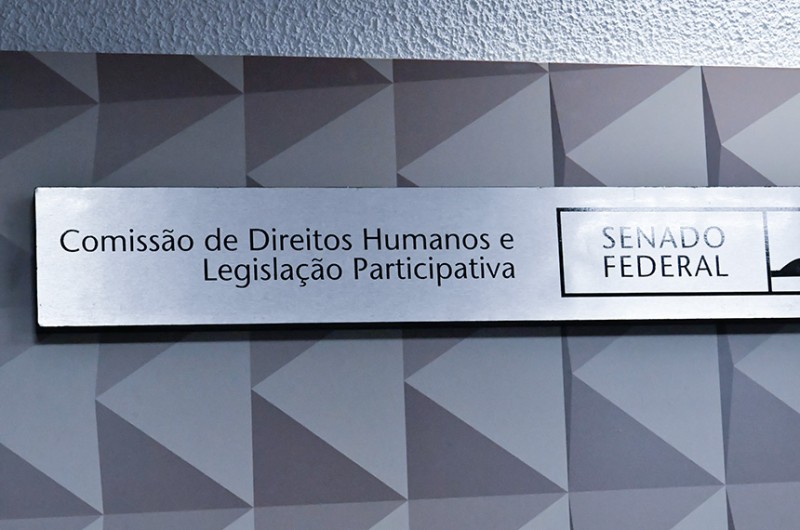 Comissão de Direitos Humanos e
Legislação Participativa
SENADO
FEDERAL